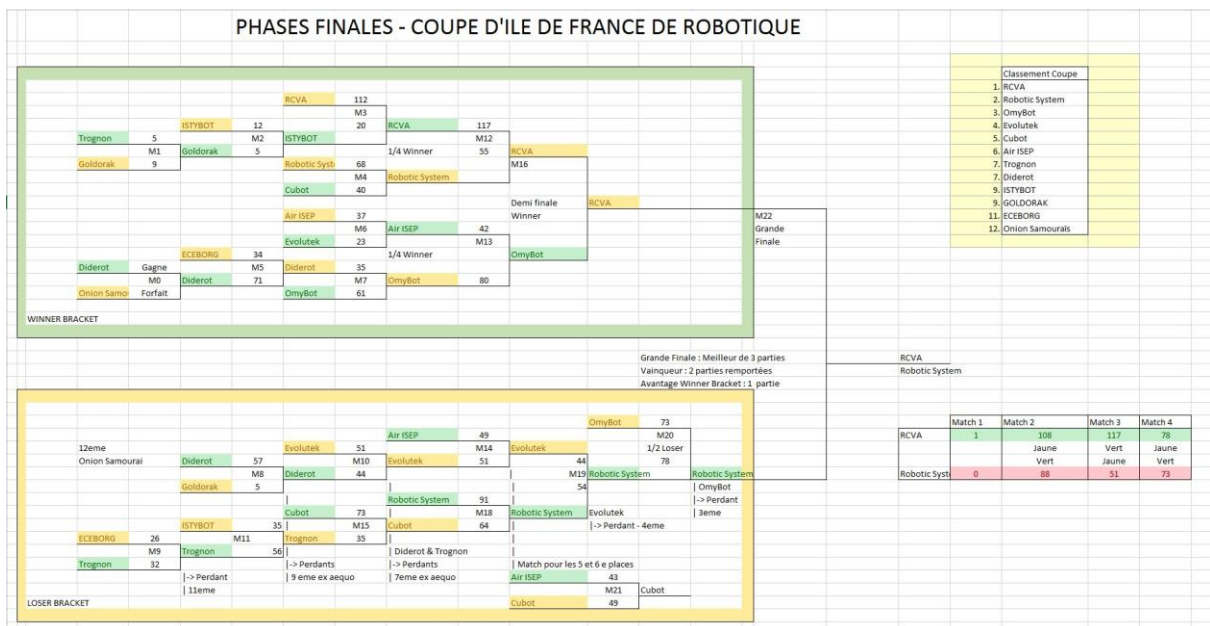 PHASES FINALES - COUPE D'ILE DE FRANCE DE ROBOTIQUE
Classement Coupe
1. RCVA
2. Robotic System
3. OmyBot
4. Evolutek
5. Cubot
6. Air ISEP
7. Trognon
7. Diderot
9. ISTYBOT
9. GOLDORAK
11. ECEBORG
12. Onion Samouraïs
RCVA 112
M3
ISTYBOT 12 20 RCVA 117
Trognon 5 M2 ISTYBOT M12
M1 Goldorak 5 1/4 Winner 55 RCVA
Goldorak 9 Robotic Syst 68 M16
M4 Robotic System
Cubot 40
Demi finale RCVA
Air ISEP 37 Winner M22
M6 Air ISEP 42 Grande
Evolutek 23 M13 Finale
ECEBORG 34 1/4 Winner OmyBot
Diderot Gagne M5 Diderot 35
M0 Diderot 71 M7 OmyBot 80
Onion Samo Forfait OmyBot 61
WINNER BRACKET
Grande Finale : Meilleur de 3 parties RCVA
Vainqueur : 2 parties remportées Robotic System
Avantage Winner Bracket : 1 partie
OmyBot 73
Air ISEP 49 M20
12eme Evolutek 51 M14 Evolutek 1/2 Loser
Onion Samourai Diderot 57 M10 Evolutek 51 44 78
M8 Diderot 44 | M19 Robotic System Robotic System
Goldorak 5 | | 54 | OmyBot
| Robotic System 91 | |-> Perdant
Cubot 73 M18 Robotic System Evolutek | 3eme
ISTYBOT 35 | M15 Cubot 64 | |-> Perdant - 4eme
ECEBORG 26 M11 Trognon 35 | |
M9 Trognon 56 | | Diderot & Trognon |
Trognon 32 |-> Perdants |-> Perdants | Match pour les 5 et 6 e places
|-> Perdant | 9 eme ex aequo | 7eme ex aequo Air ISEP 43
| 11eme M21 Cubot
LOSER BRACKET Cubot 49
Match 1 Match 2 Match 3 Match 4
RCVA 1 108 117 78
Jaune Vert Jaune
Vert Jaune Vert
Robotic Syst 0 88 51 73